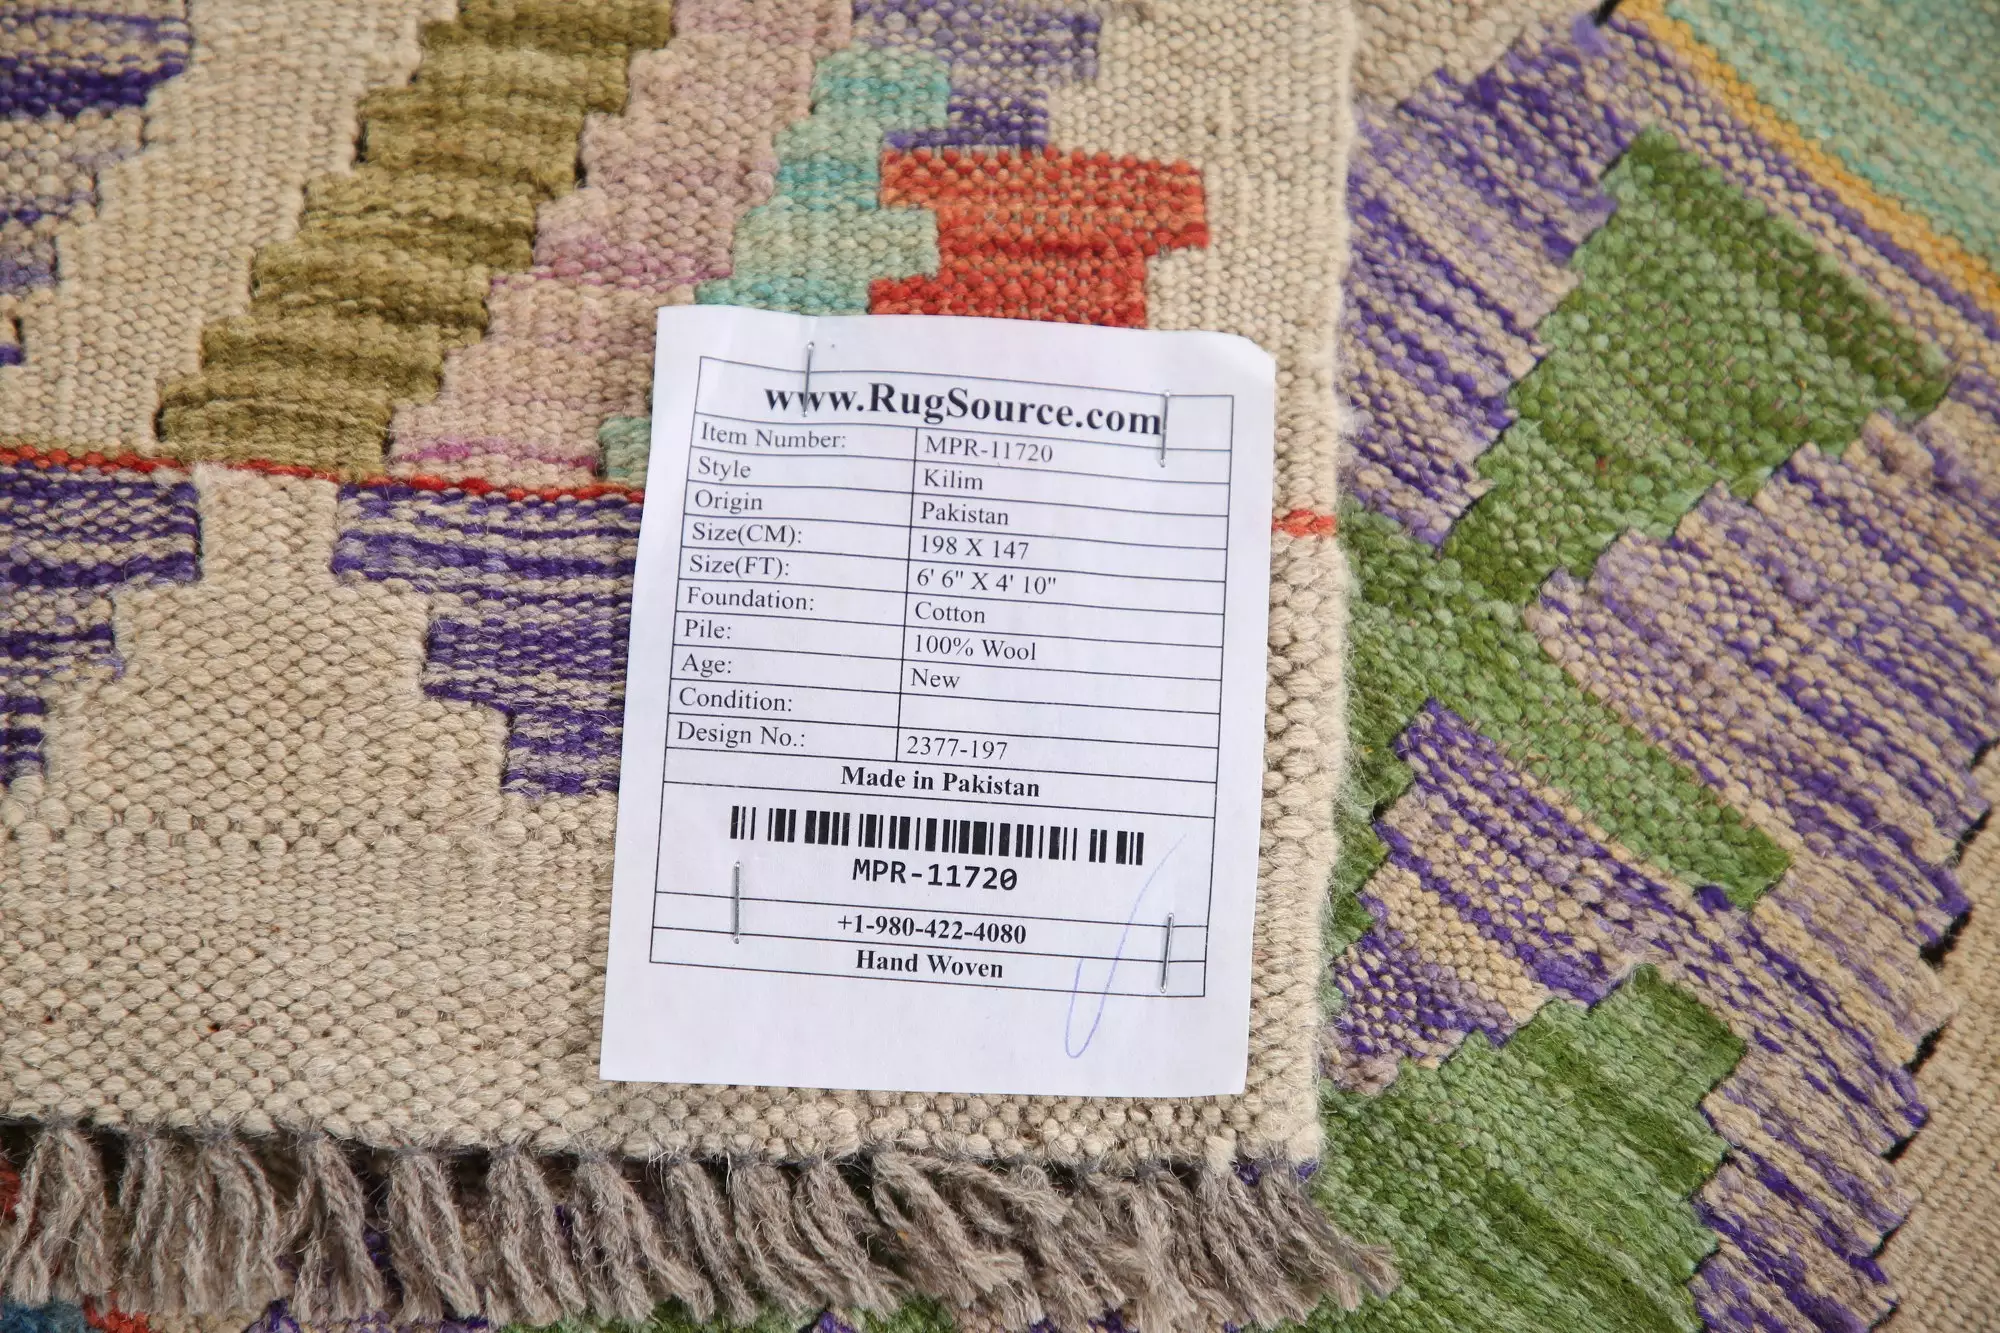 www.RugSource.com
Item Number: MPR-11720
Style Kilim
Origin Pakistan
Size(CM): 198 X 147
Size(FT): 6' 6" X 4' 10"
Foundation: Cotton
Pile: 100% Wool
Age: New
Condition:
Design No.: 2377-197
Made in Pakistan
MPR-11720
+1-980-422-4080
Hand Woven